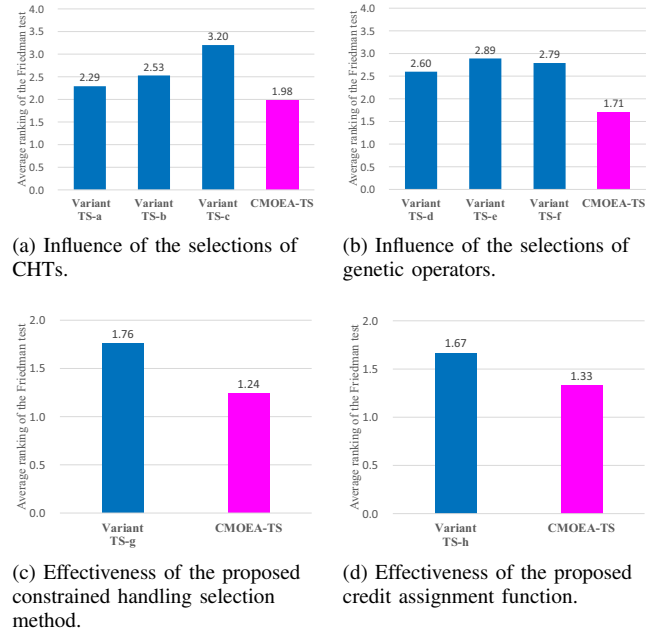 Average ranking of the Friedman test
4.0
3.5
3.0
2.5
2.0
1.5
1.0
0.5
0.0
2.29
2.53
3.20
1.98
Variant
TS-a
Variant
TS-b
Variant
TS-c
CMOEA-TS
(a) Influence of the selections of
CHTs.
Average ranking of the Friedman test
4.0
3.5
3.0
2.5
2.0
1.5
1.0
0.5
0.0
2.60
2.89
2.79
1.71
Variant
TS-d
Variant
TS-e
Variant
TS-f
CMOEA-TS
(b) Influence of the selections of
genetic operators.
Average ranking of the Friedman test
2.0
1.5
1.0
0.5
0.0
1.76
1.24
Variant
TS-g
CMOEA-TS
(c) Effectiveness of the proposed
constrained handling selection
method.
Average ranking of the Friedman test
2.0
1.5
1.0
0.5
0.0
1.67
1.33
Variant
TS-h
CMOEA-TS
(d) Effectiveness of the proposed
credit assignment function.